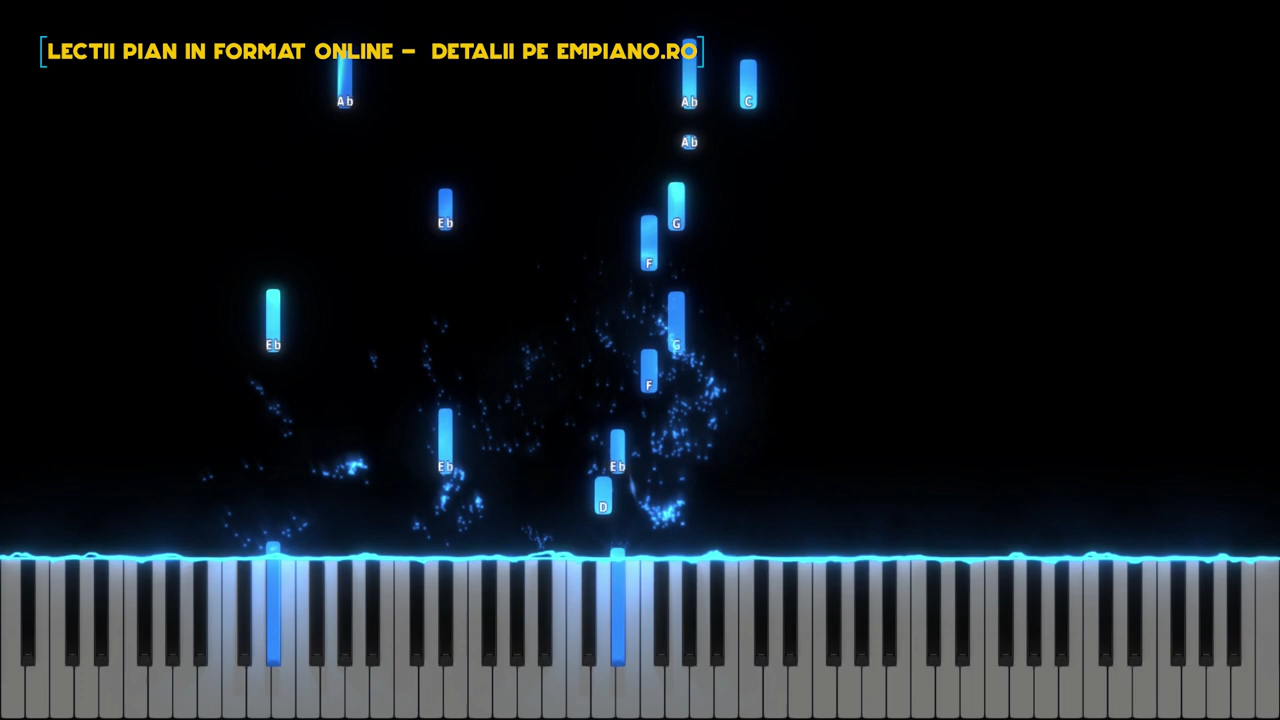 [LECTII PIAN IN FORMAT ONLINE - DETALII PE EMPIANO.RO]
Ab Ab C
Ab
Eb G
F
Eb G
F
Eb Eb
D